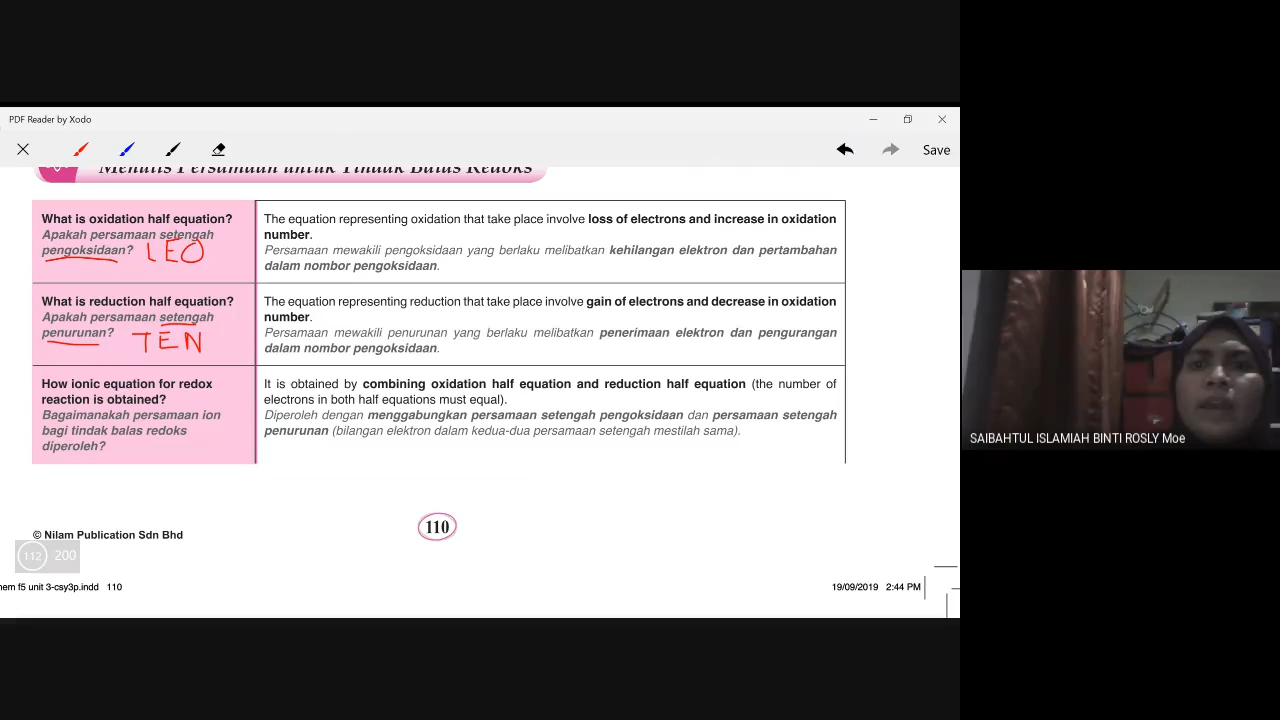 PDF Reader by Xodo
Save
Menulis Persamaan untuk Tindak Balas Redoks
What is oxidation half equation?
Apakah persamaan setengah
pengoksidaan?
LEO
The equation representing oxidation that take place involve loss of electrons and increase in oxidation
number.
Persamaan mewakili pengoksidaan yang berlaku melibatkan kehilangan elektron dan pertambahan
dalam nombor pengoksidaan.
What is reduction half equation?
Apakah persamaan setengah
penurunan?
TEN
The equation representing reduction that take place involve gain of electrons and decrease in oxidation
number.
Persamaan mewakili penurunan yang berlaku melibatkan penerimaan elektron dan pengurangan
dalam nombor pengoksidaan.
How ionic equation for redox
reaction is obtained?
Bagaimanakah persamaan ion
bagi tindak balas redoks
diperoleh?
It is obtained by combining oxidation half equation and reduction half equation (the number of
electrons in both half equations must equal).
Diperoleh dengan menggabungkan persamaan setengah pengoksidaan dan persamaan setengah
penurunan (bilangan elektron dalam kedua-dua persamaan setengah mestilah sama).
110
© Nilam Publication Sdn Bhd
112 200
hem f5 unit 3-csy3p.indd 110
19/09/2019 2:44 PM
SAIBAHTUL ISLAMIAH BINTI ROSLY Moe